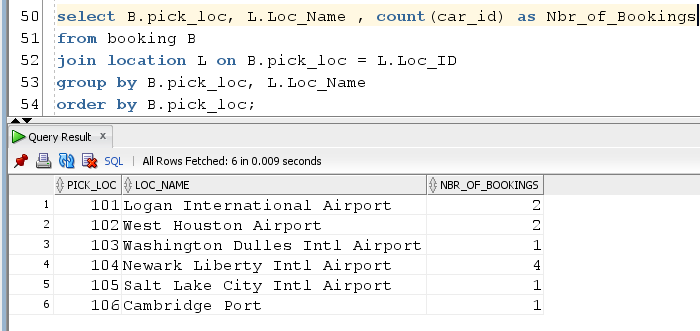 50 select B.pick_loc, L.Loc_Name , count(car_id) as Nbr_of_Bookings
51 from booking B
52 join location L on B.pick_loc = L.Loc_ID
53 group by B.pick_loc, L.Loc_Name
54 order by B.pick_loc;
Query Result x
SQL | All Rows Fetched: 6 in 0.009 seconds
PICK_LOC LOC_NAME NBR_OF_BOOKINGS
1 101 Logan International Airport 2
2 102 West Houston Airport 2
3 103 Washington Dulles Intl Airport 1
4 104 Newark Liberty Intl Airport 4
5 105 Salt Lake City Intl Airport 1
6 106 Cambridge Port 1